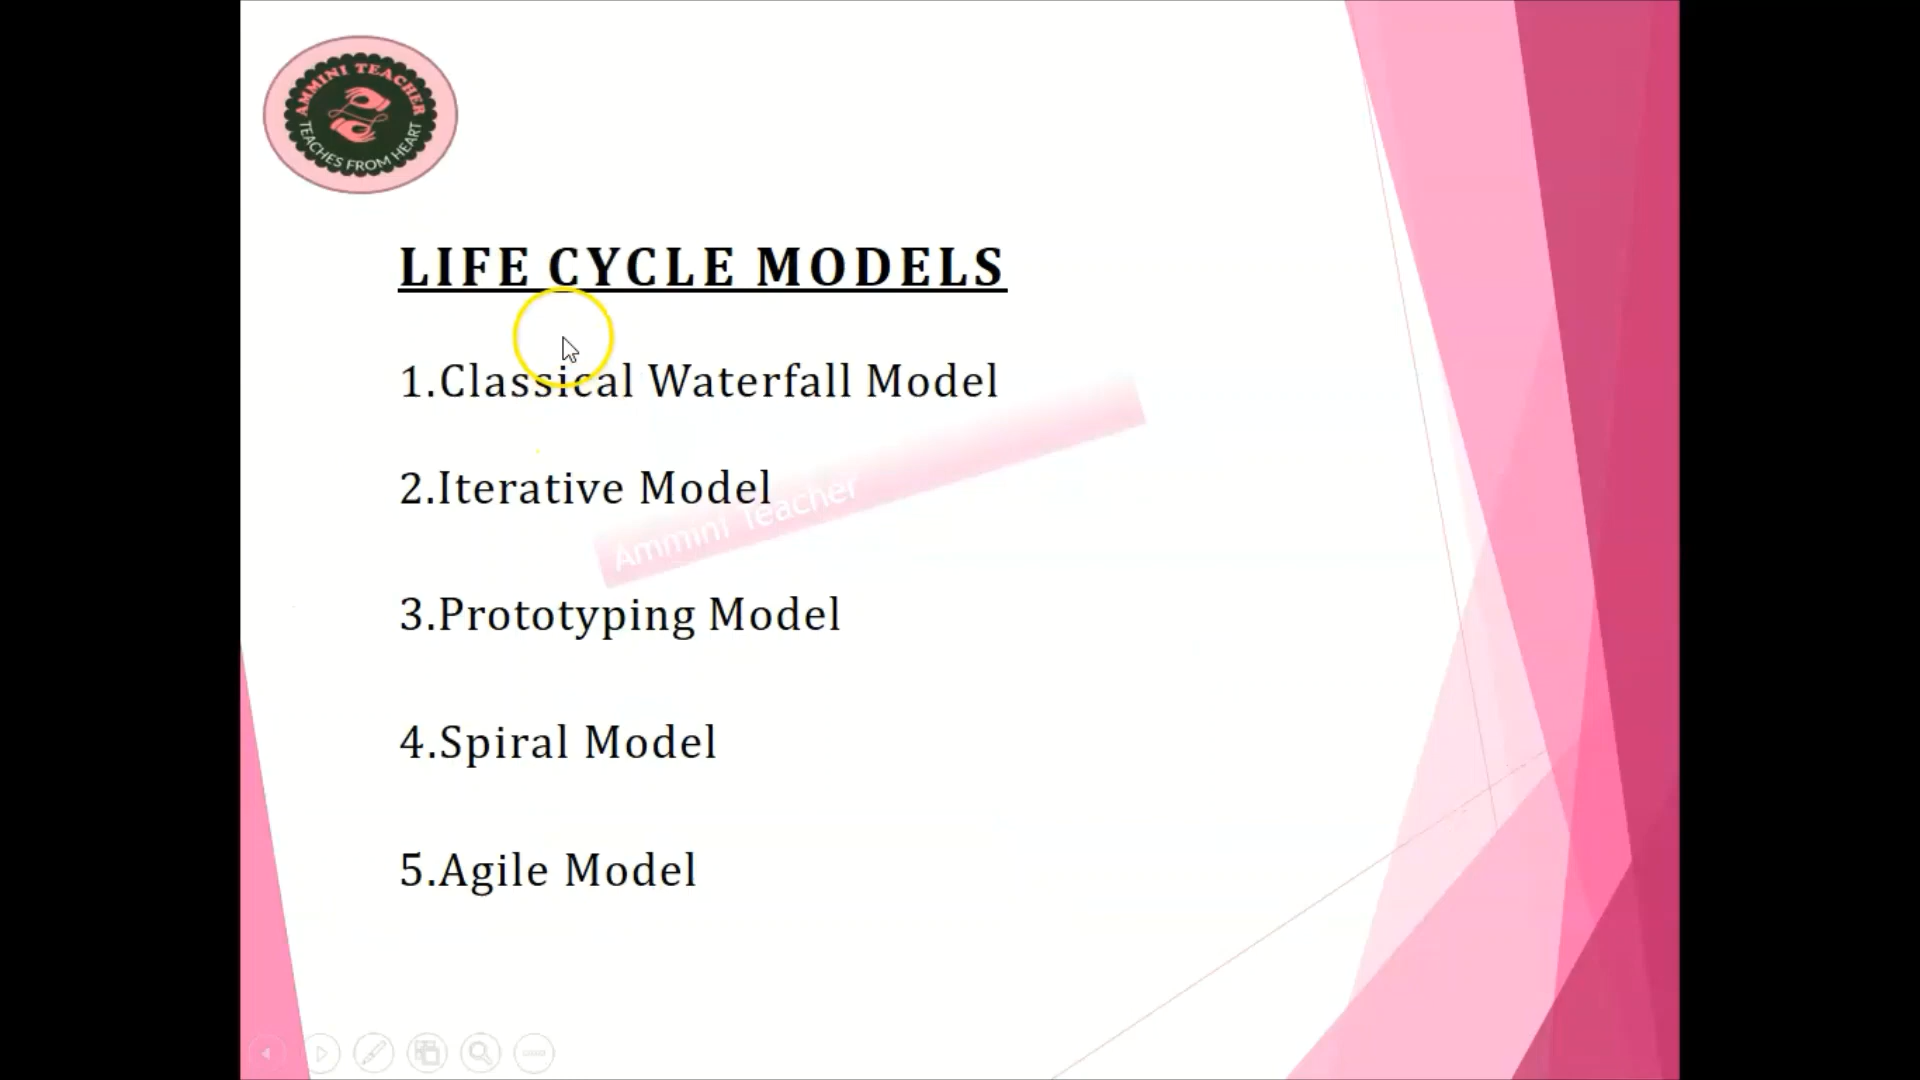 AMMINI TEACHER
TEACHES FROM HEART
LIFE CYCLE MODELS
1.Classical Waterfall Model
2.Iterative Model
Ammini Teacher
3.Prototyping Model
4.Spiral Model
5.Agile Model